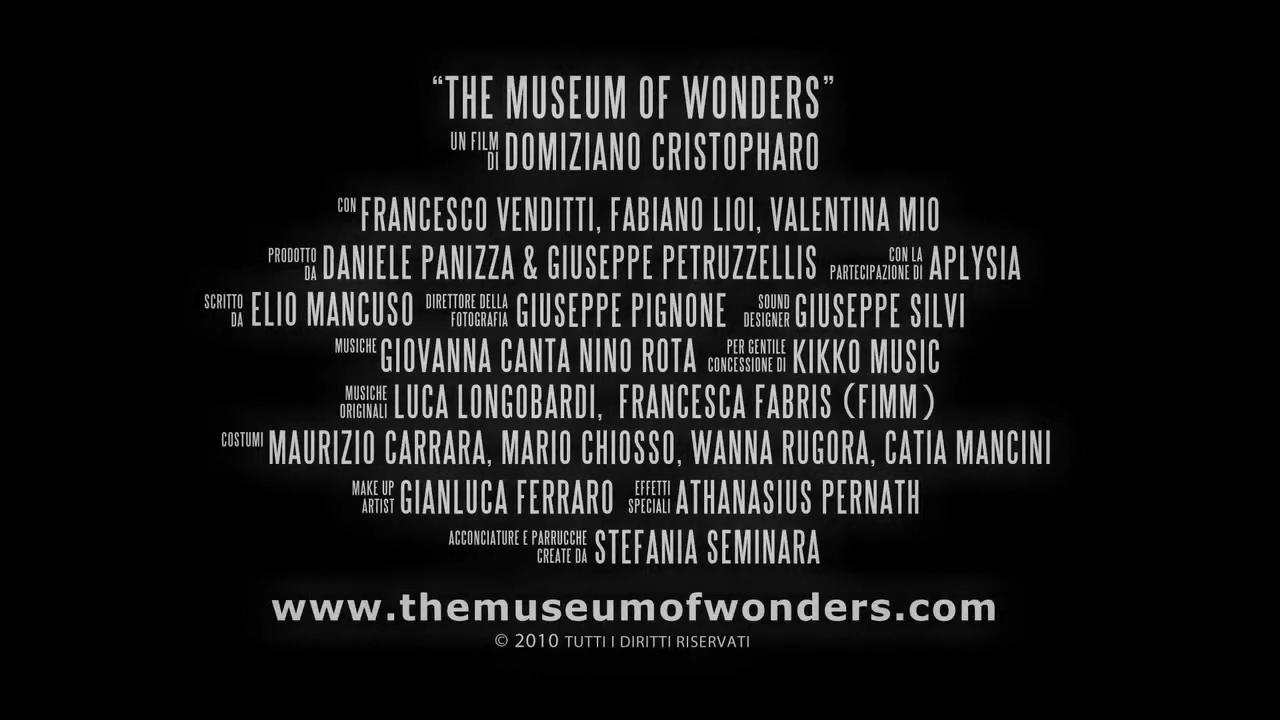 “THE MUSEUM OF WONDERS”
UN FILM DI DOMIZIANO CRISTOPHARO
CON FRANCESCO VENDITTI, FABIANO LIOI, VALENTINA MIO
PRODOTTO DA DANIELE PANIZZA & GIUSEPPE PETRUZZELLIS CON LA PARTECIPAZIONE DI APLYSIA
SCRITTO DA ELIO MANCUSO DIRETTORE DELLA FOTOGRAFIA GIUSEPPE PIGNONE SOUND DESIGNER GIUSEPPE SILVI
MUSICHE GIOVANNA CANTA NINO ROTA PER GENTILE CONCESSIONE DI KIKKO MUSIC
MUSICHE ORIGINALI LUCA LONGOBARDI, FRANCESCA FABRIS (FIMM)
COSTUMI MAURIZIO CARRARA, MARIO CHIOSSO, WANNA RUGORA, CATIA MANCINI
MAKE UP ARTIST GIANLUCA FERRARO EFFETTI SPECIALI ATHANASIUS PERNATH
ACCONCIATURE E PARRUCCHE CREATE DA STEFANIA SEMINARA
www.themuseumofwonders.com
© 2010 TUTTI I DIRITTI RISERVATI